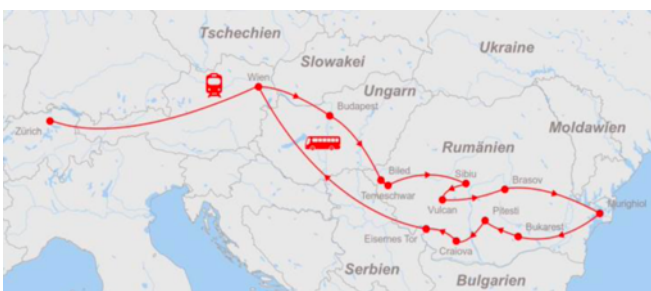 Tschechien
Ukraine
Slowakei
Wien
Ungarn
Budapest
Moldawien
Zürich
Rumänien
Biled
Sibiu
Brasov
Temeschwar
Vulcan
Murighiol
Pitesti
Eisernes Tor
Bukarest
Craiova
Serbien
Bulgarien